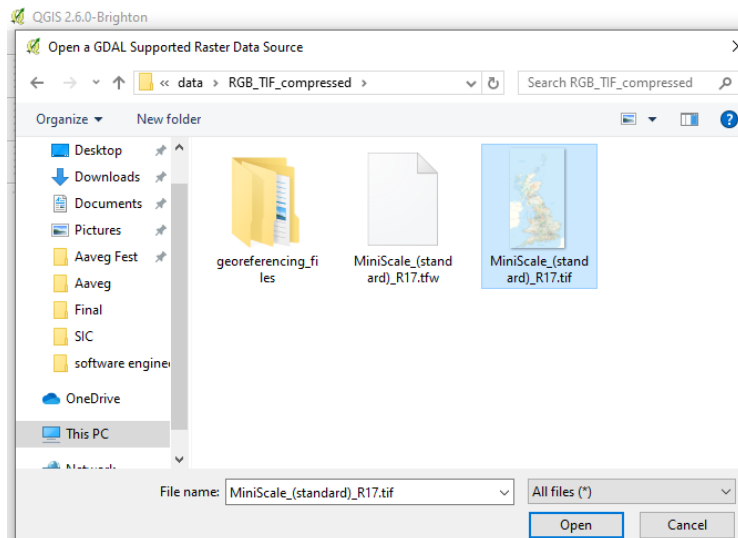 QGIS 2.6.0-Brighton
Open a GDAL Supported Raster Data Source
« data > RGB_TIF_compressed >
Search RGB_TIF_compressed
Organize
New folder
Desktop
Downloads
Documents
Pictures
Aaveg Fest
Aaveg
Final
SIC
software engine
OneDrive
This PC
Network
georeferencing_fi
les
MiniScale_(stand
ard)_R17.tfw
MiniScale_(stand
ard)_R17.tif
File name: MiniScale_(standard)_R17.tif
All files (*)
Open
Cancel